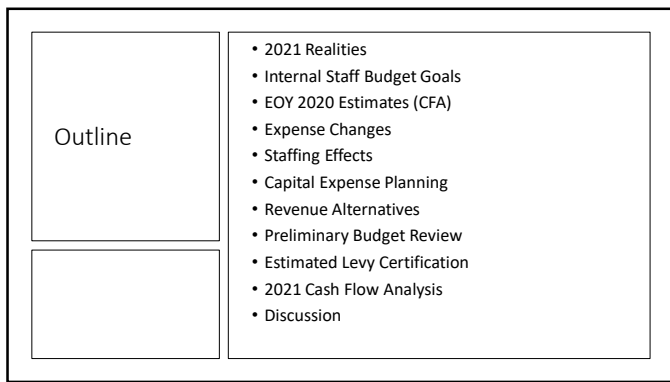 Outline
• 2021 Realities
• Internal Staff Budget Goals
• EOY 2020 Estimates (CFA)
• Expense Changes
• Staffing Effects
• Capital Expense Planning
• Revenue Alternatives
• Preliminary Budget Review
• Estimated Levy Certification
• 2021 Cash Flow Analysis
• Discussion